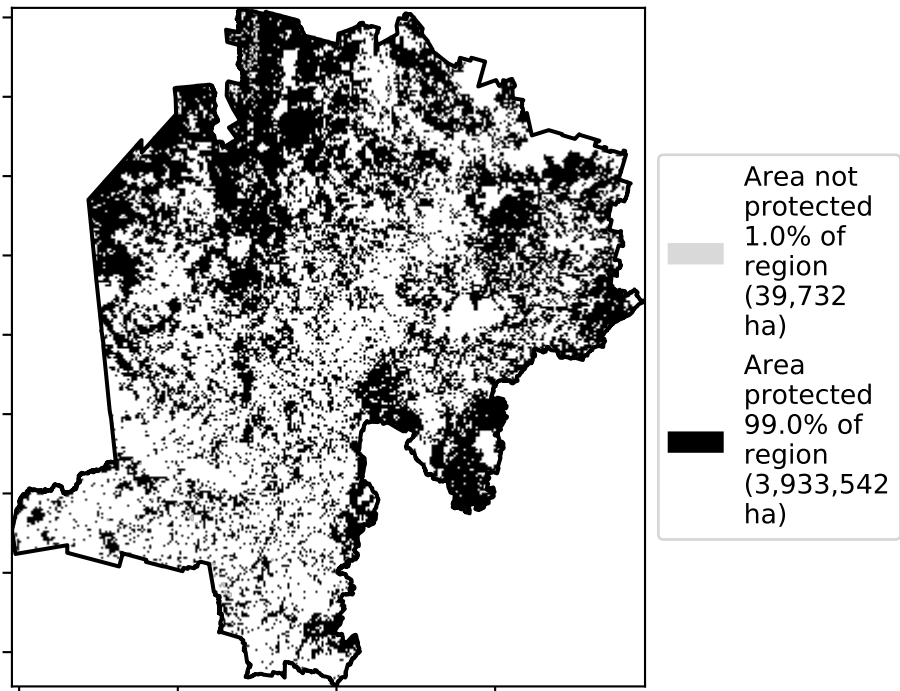 Area not
protected
1.0% of
region
(39,732
ha)
Area
protected
99.0% of
region
(3,933,542
ha)